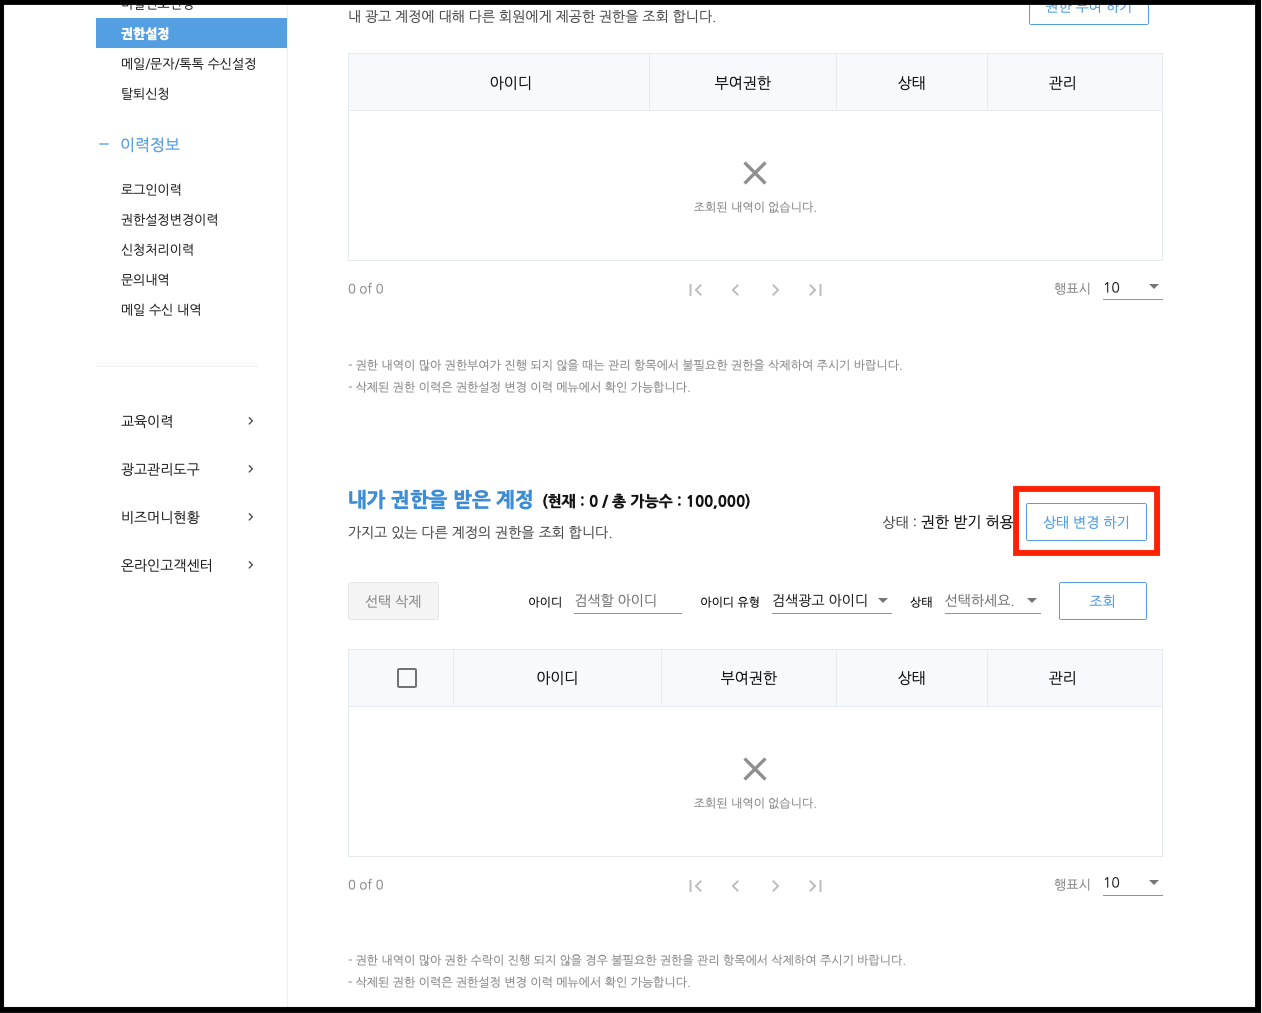 권한설정
메일/문자/톡톡 수신설정
탈퇴신청
이력정보
로그인이력
권한설정변경이력
신청처리이력
문의내역
메일 수신 내역
교육이력
광고관리도구
비즈머니현황
온라인고객센터
내 광고 계정에 대해 다른 회원에게 제공한 권한을 조회 합니다.
권한 부여 하기
아이디 부여권한 상태 관리
조회된 내역이 없습니다.
0 of 0 행표시 10
- 권한 내역이 많아 권한부여가 진행 되지 않을 때는 관리 항목에서 불필요한 권한을 삭제하여 주시기 바랍니다.
- 삭제된 권한 이력은 권한설정 변경 이력 메뉴에서 확인 가능합니다.
내가 권한을 받은 계정 (현재 : 0 / 총 가능수 : 100,000)
가지고 있는 다른 계정의 권한을 조회 합니다.
상태 : 권한 받기 허용 상태 변경 하기
선택 삭제 아이디 검색할 아이디 아이디 유형 검색광고 아이디 상태 선택하세요. 조회
아이디 부여권한 상태 관리
조회된 내역이 없습니다.
0 of 0 행표시 10
- 권한 내역이 많아 권한 수락이 진행 되지 않을 경우 불필요한 권한을 관리 항목에서 삭제하여 주시기 바랍니다.
- 삭제된 권한 이력은 권한설정 변경 이력 메뉴에서 확인 가능합니다.